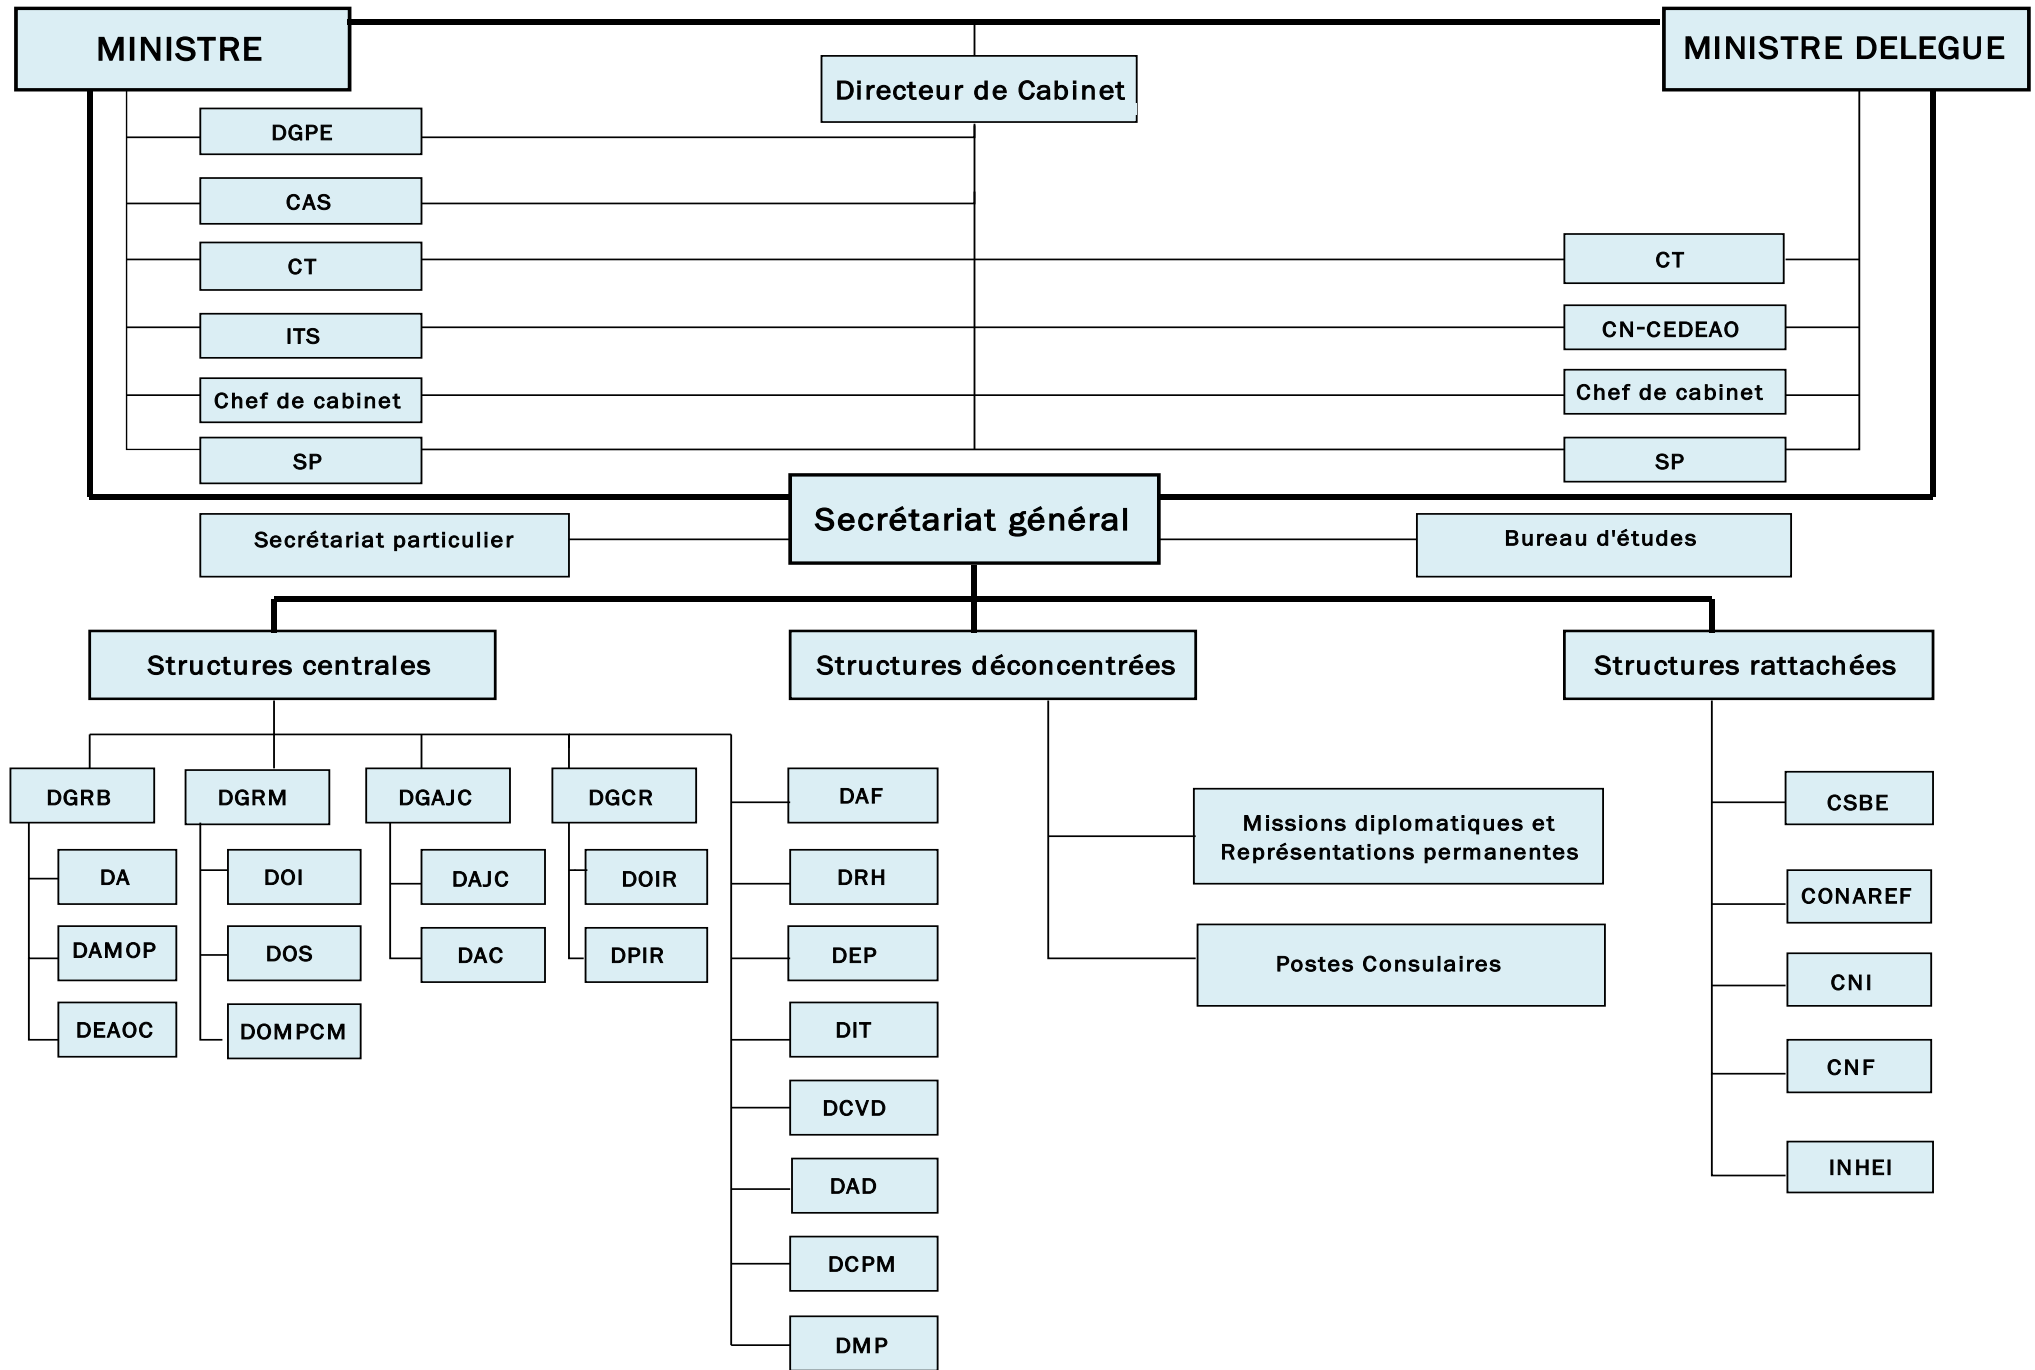 MINISTRE
MINISTRE DELEGUE
Directeur de Cabinet
DGPE
CAS
CT
CT
ITS
CN-CEDEAO
Chef de cabinet
Chef de cabinet
SP
SP
Secrétariat général
Secrétariat particulier
Bureau d'études
Structures centrales
Structures déconcentrées
Structures rattachées
DGRB
DA
DAMOP
DEAOC
DGRM
DOI
DOS
DOMPCM
DGAJC
DAJC
DAC
DGCR
DOIR
DPIR
DAF
DRH
DEP
DIT
DCVD
DAD
DCPM
DMP
Missions diplomatiques et
Représentations permanentes
Postes Consulaires
CSBE
CONAREF
CNI
CNF
INHEI